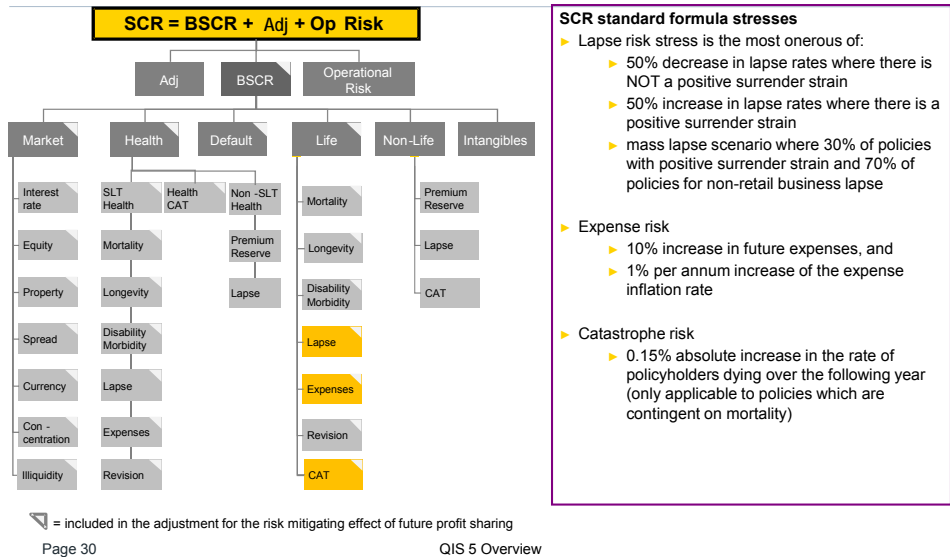 SCR = BSCR + Adj + Op Risk
Adj
BSCR
Operational
Risk
Market
Health
Default
Life
Non-Life
Intangibles
Interest
rate
Equity
Property
Spread
Currency
Con -
centration
Illiquidity
SLT
Health
Mortality
Longevity
Disability
Morbidity
Lapse
Expenses
Revision
Health
CAT
Non -SLT
Health
Premium
Reserve
Lapse
Mortality
Longevity
Disability
Morbidity
Lapse
Expenses
Revision
CAT
Premium
Reserve
Lapse
CAT
= included in the adjustment for the risk mitigating effect of future profit sharing
SCR standard formula stresses
Lapse risk stress is the most onerous of:
50% decrease in lapse rates where there is
NOT a positive surrender strain
50% increase in lapse rates where there is a
positive surrender strain
mass lapse scenario where 30% of policies
with positive surrender strain and 70% of
policies for non-retail business lapse
Expense risk
10% increase in future expenses, and
1% per annum increase of the expense
inflation rate
Catastrophe risk
0.15% absolute increase in the rate of
policyholders dying over the following year
(only applicable to policies which are
contingent on mortality)
Page 30
QIS 5 Overview